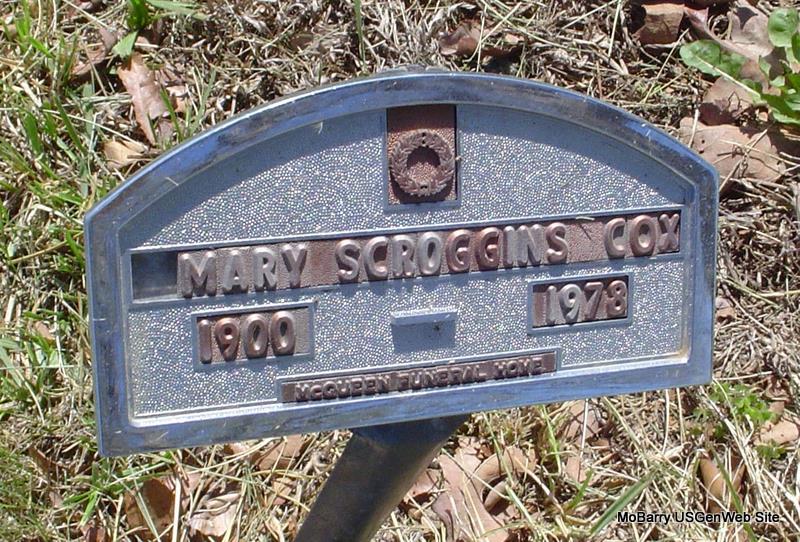 MARY SCROGGINS COX
1900 1978
MCQUEEN FUNERAL HOME
MoBarry USGenWeb Site